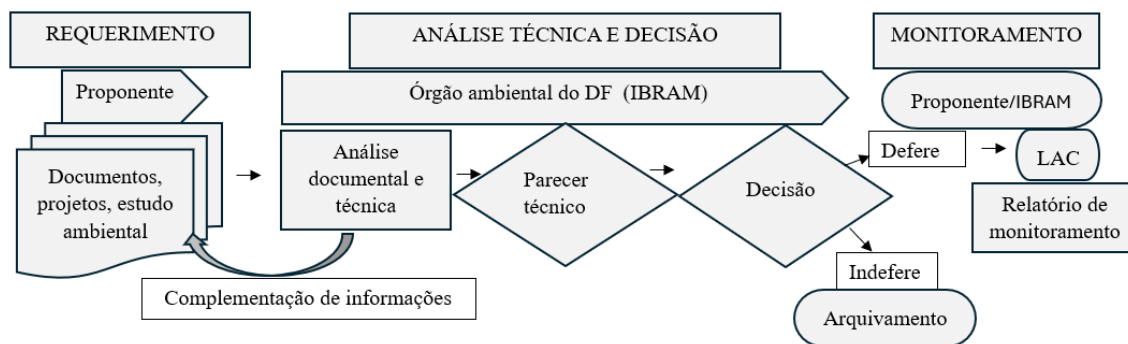 REQUERIMENTO
ANÁLISE TÉCNICA E DECISÃO
MONITORAMENTO
Proponente
Órgão ambiental do DF (IBRAM)
Proponente/IBRAM
Documentos,
projetos, estudo
ambiental
Análise
documental e
técnica
Parecer
técnico
Decisão
Defere
LAC
Relatório de
monitoramento
Indefere
Arquivamento
Complementação de informações